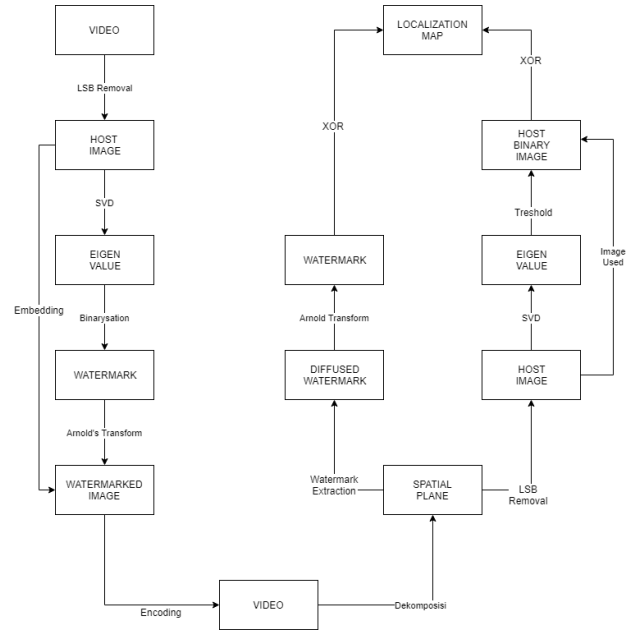 VIDEO
LSB Removal
HOST
IMAGE
SVD
EIGEN
VALUE
Embedding
Binarysation
WATERMARK
Arnold's Transform
WATERMARKED
IMAGE
Encoding
VIDEO
Dekomposisi
SPATIAL
PLANE
Watermark
Extraction
DIFFUSED
WATERMARK
Arnold Transform
WATERMARK
XOR
LOCALIZATION
MAP
LSB
Removal
HOST
IMAGE
SVD
EIGEN
VALUE
Image
Used
Treshold
HOST
BINARY
IMAGE
XOR